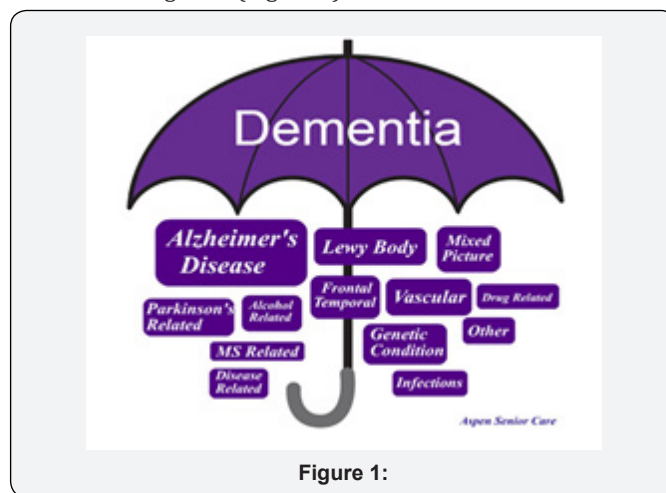 Dementia
Alzheimer's
Disease
Lewy Body
Mixed
Picture
Parkinson's
Related
Alcohol
Related
Frontal
Temporal
Vascular
Drug Related
MS Related
Genetic
Condition
Other
Disease
Related
Infections
Aspen Senior Care
Figure 1: